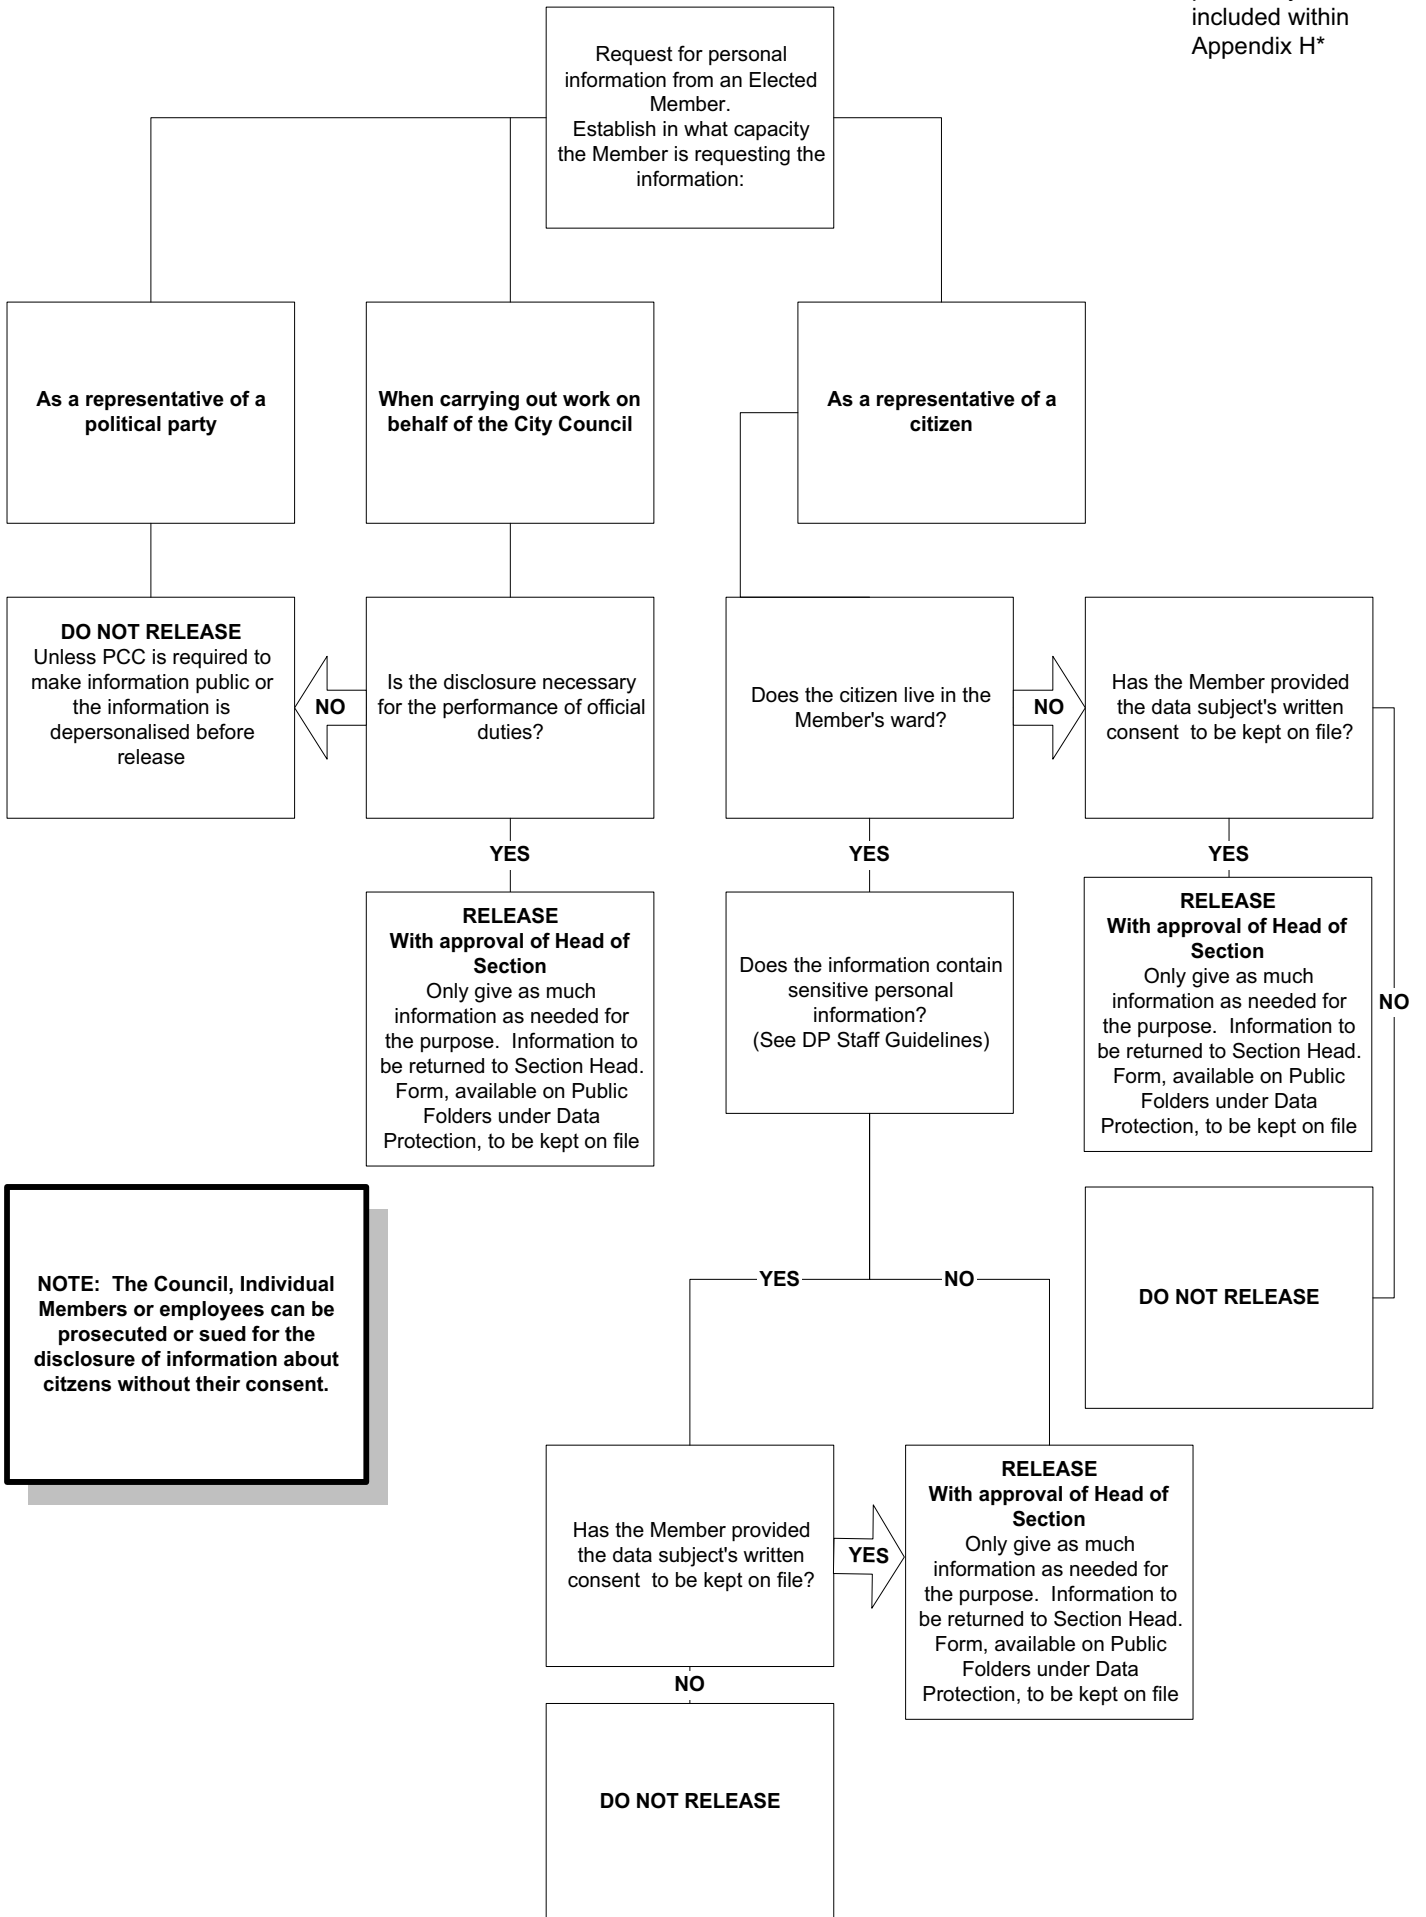 included within
Appendix H*
Request for personal
information from an Elected
Member.
Establish in what capacity
the Member is requesting the
information:
As a representative of a
political party
When carrying out work on
behalf of the City Council
As a representative of a
citizen
DO NOT RELEASE
Unless PCC is required to
make information public or
the information is
depersonalised before
release
NO
Is the disclosure necessary
for the performance of official
duties?
Does the citizen live in the
Member's ward?
NO
Has the Member provided
the data subject's written
consent to be kept on file?
YES
YES
YES
RELEASE
With approval of Head of
Section
Only give as much
information as needed for
the purpose. Information to
be returned to Section Head.
Form, available on Public
Folders under Data
Protection, to be kept on file
Does the information contain
sensitive personal
information?
(See DP Staff Guidelines)
RELEASE
With approval of Head of
Section
Only give as much
information as needed for
the purpose. Information to
be returned to Section Head.
Form, available on Public
Folders under Data
Protection, to be kept on file
NO
NOTE: The Council, Individual
Members or employees can be
prosecuted or sued for the
disclosure of information about
citzens without their consent.
YES
NO
DO NOT RELEASE
Has the Member provided
the data subject's written
consent to be kept on file?
YES
RELEASE
With approval of Head of
Section
Only give as much
information as needed for
the purpose. Information to
be returned to Section Head.
Form, available on Public
Folders under Data
Protection, to be kept on file
NO
DO NOT RELEASE